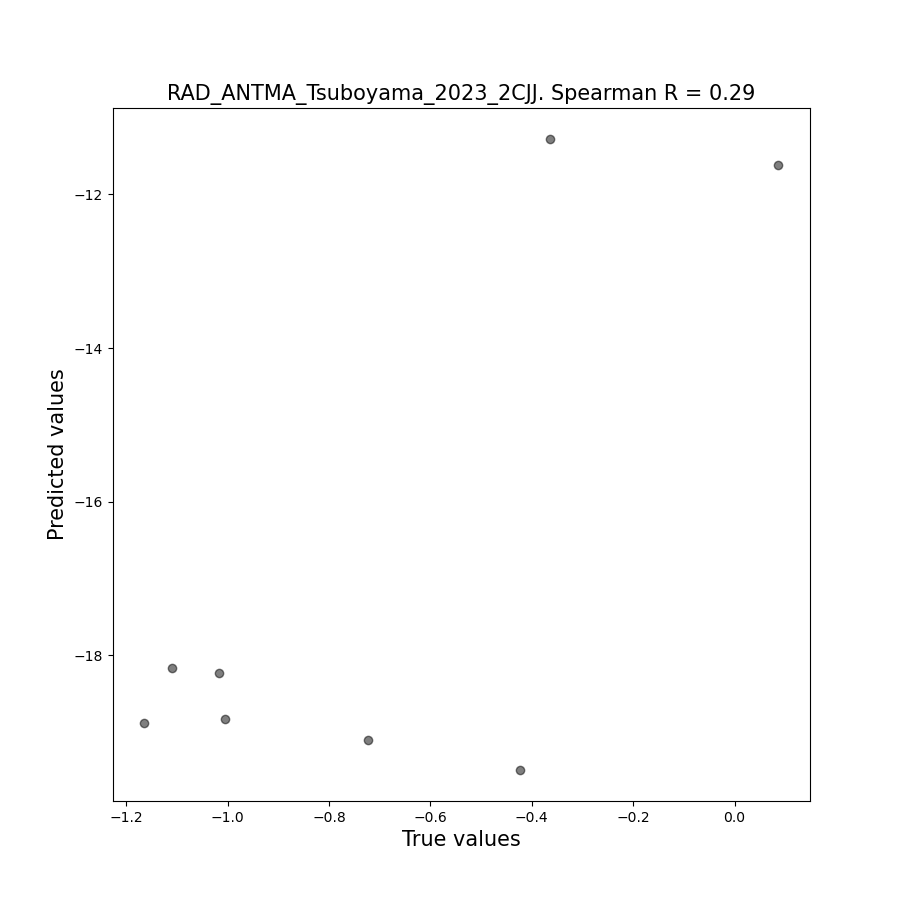 RAD_ANTMA_Tsuboyama_2023_2CJJ. Spearman R = 0.29
Predicted values
−12
−14
−16
−18
−1.2 −1.0 −0.8 −0.6 −0.4 −0.2 0.0
True values